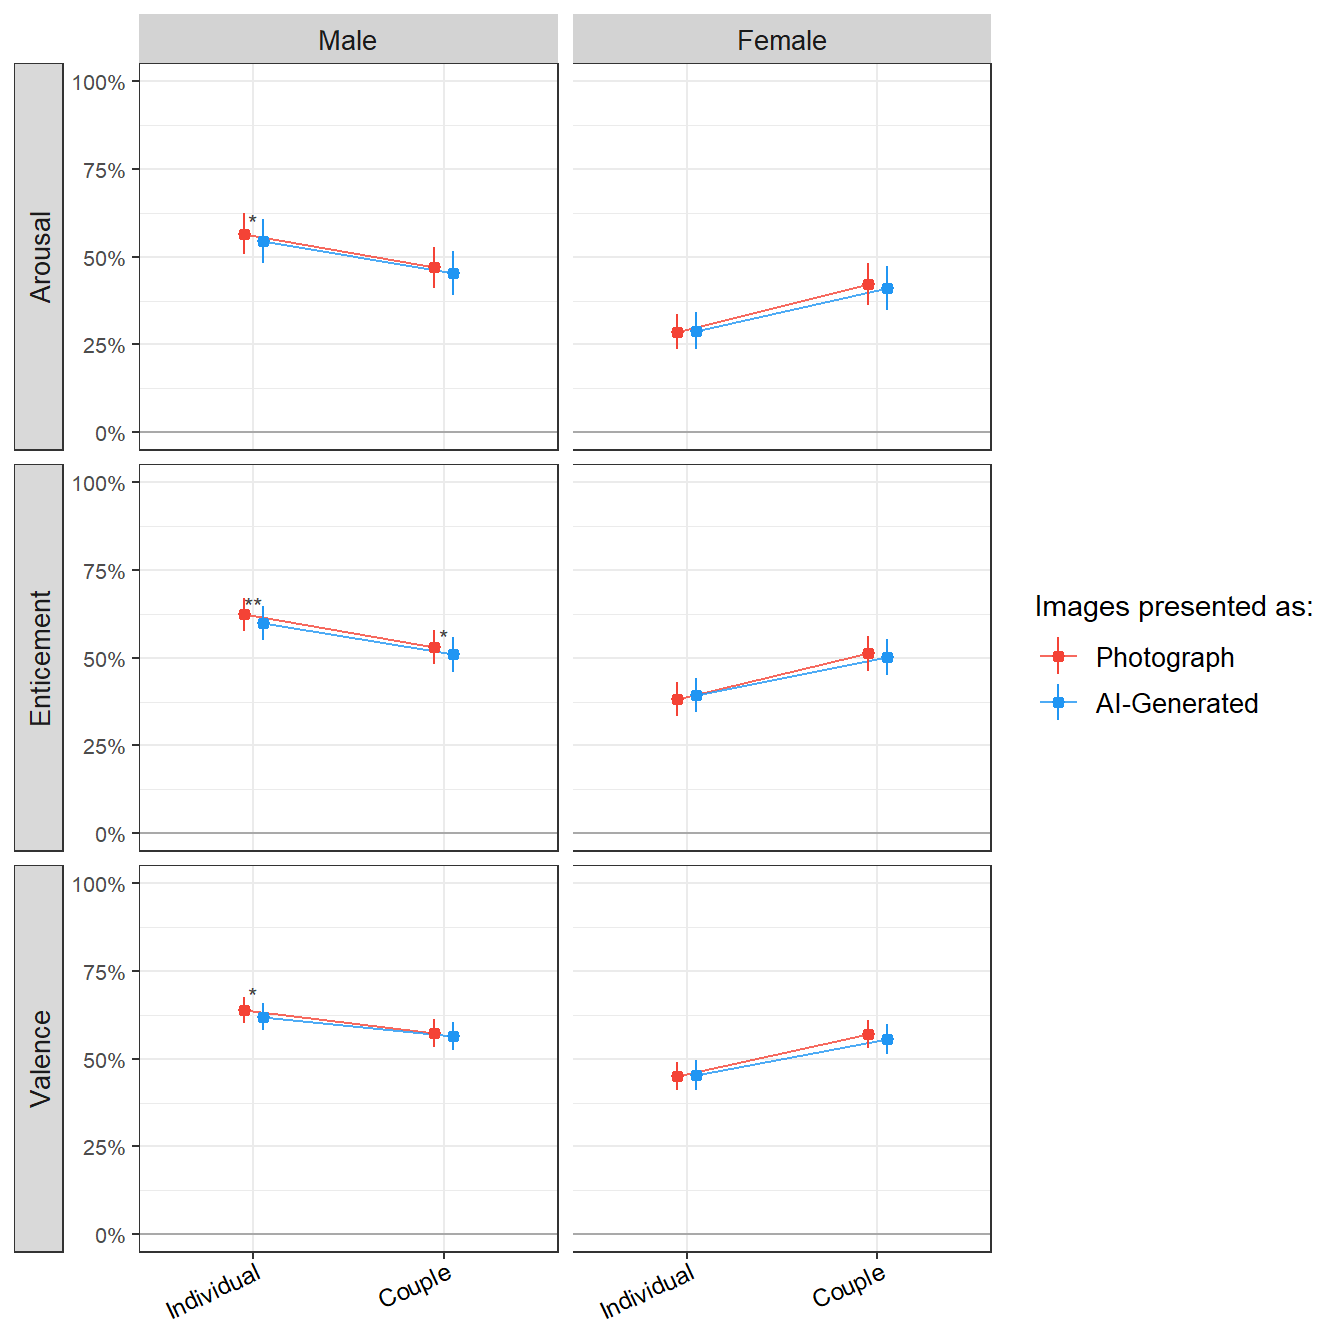 Male
Female
Arousal
100%
75%
50%
25%
0%
*
Enticement
100%
75%
50%
25%
0%
**
*
Valence
100%
75%
50%
25%
0%
*
Individual
Couple
Individual
Couple
Images presented as:
Photograph
AI-Generated